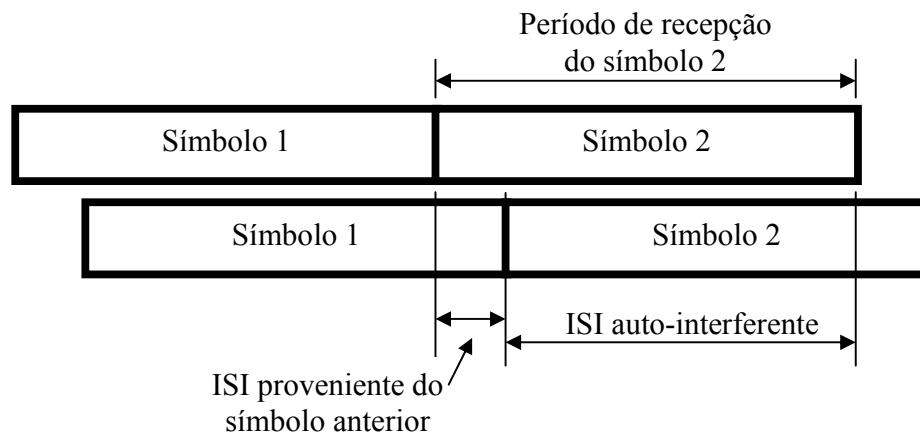 Período de recepção
do símbolo 2
Símbolo 1
Símbolo 2
Símbolo 1
Símbolo 2
ISI auto-interferente
ISI proveniente do
símbolo anterior